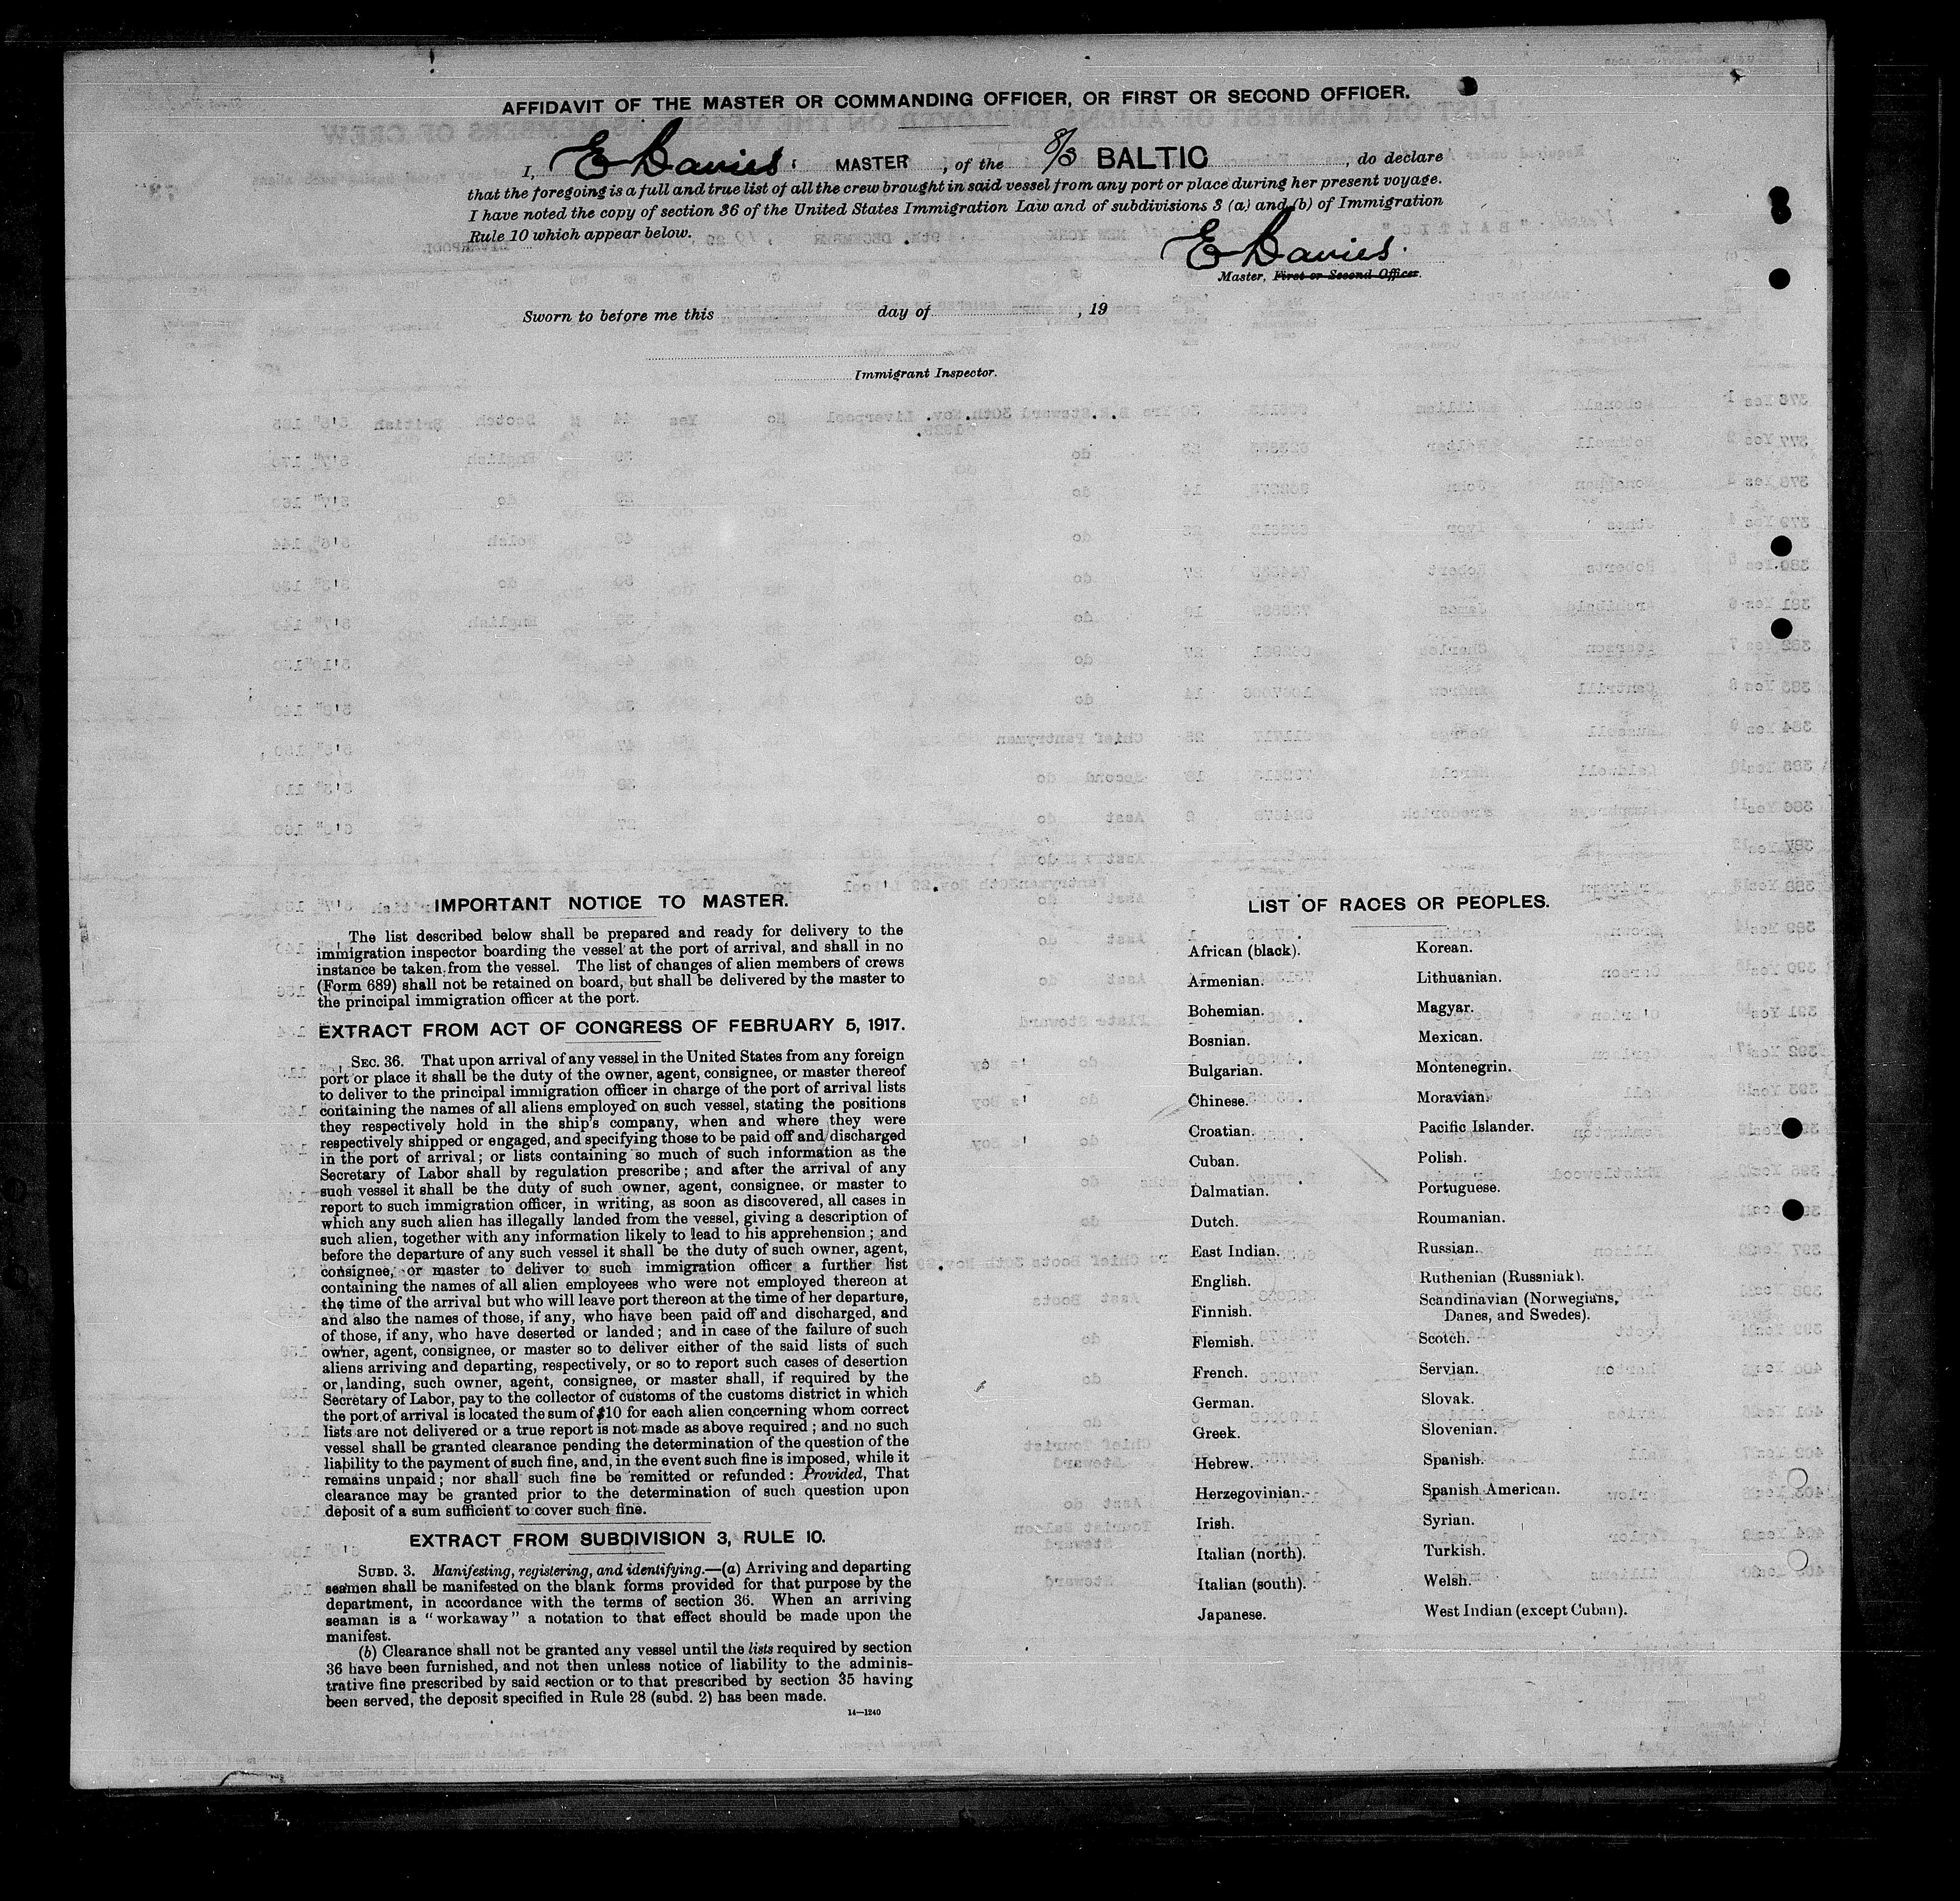 AFFIDAVIT OF THE MASTER OR COMMANDING OFFICER, OR FIRST OR SECOND OFFICER.
I, E Davies, MASTER, of the S/S BALTIC, do declare
that the foregoing is a full and true list of all the crew brought in said vessel from any port or place during her present voyage.
I have noted the copy of section 36 of the United States Immigration Law and of subdivisions 3 (a) and (b) of Immigration
Rule 10 which appear below.
E Davies.
Master, First or Second Officer.
Sworn to before me this day of , 19
Immigrant Inspector.
IMPORTANT NOTICE TO MASTER.
The list described below shall be prepared and ready for delivery to the
immigration inspector boarding the vessel at the port of arrival, and shall in no
instance be taken from the vessel. The list of changes of alien members of crews
(Form 689) shall not be retained on board, but shall be delivered by the master to
the principal immigration officer at the port.
EXTRACT FROM ACT OF CONGRESS OF FEBRUARY 5, 1917.
SEC. 36. That upon arrival of any vessel in the United States from any foreign
port or place it shall be the duty of the owner, agent, consignee, or master thereof
to deliver to the principal immigration officer in charge of the port of arrival lists
containing the names of all aliens employed on such vessel, stating the positions
they respectively hold in the ship's company, when and where they were
respectively shipped or engaged, and specifying those to be paid off and discharged
in the port of arrival; or lists containing so much of such information as the
Secretary of Labor shall by regulation prescribe; and after the arrival of any
such vessel it shall be the duty of such owner, agent, consignee, or master to
report to such immigration officer, in writing, as soon as discovered, all cases in
which any such alien has illegally landed from the vessel, giving a description of
such alien, together with any information likely to lead to his apprehension; and
before the departure of any such vessel it shall be the duty of such owner, agent,
consignee, or master to deliver to such immigration officer a further list
containing the names of all alien employees who were not employed thereon at
the time of the arrival but who will leave port thereon at the time of her departure,
and also the names of those, if any, who have been paid off and discharged, and
of those, if any, who have deserted or landed; and in case of the failure of such
owner, agent, consignee, or master so to deliver either of the said lists of such
aliens arriving and departing, respectively, or so to report such cases of desertion
or landing, such owner, agent, consignee, or master shall, if required by the
Secretary of Labor, pay to the collector of customs of the customs district in which
the port of arrival is located the sum of $10 for each alien concerning whom correct
lists are not delivered or a true report is not made as above required; and no such
vessel shall be granted clearance pending the determination of the question of the
liability to the payment of such fine, and, in the event such fine is imposed, while it
remains unpaid; nor shall such fine be remitted or refunded: Provided, That
clearance may be granted prior to the determination of such question upon
deposit of a sum sufficient to cover such fine.
EXTRACT FROM SUBDIVISION 3, RULE 10.
SUBD. 3. Manifesting, registering, and identifying.—(a) Arriving and departing
seamen shall be manifested on the blank forms provided for that purpose by the
department, in accordance with the terms of section 36. When an arriving
seaman is a "workaway" a notation to that effect should be made upon the
manifest.
(b) Clearance shall not be granted any vessel until the lists required by section
36 have been furnished, and not then unless notice of liability to the adminis-
trative fine prescribed by said section or to that prescribed by section 35 having
been served, the deposit specified in Rule 28 (subd. 2) has been made.
14—1240
LIST OF RACES OR PEOPLES.
African (black).
Armenian.
Bohemian.
Bosnian.
Bulgarian.
Chinese.
Croatian.
Cuban.
Dalmatian.
Dutch.
East Indian.
English.
Finnish.
Flemish.
French.
German.
Greek.
Hebrew.
Herzegovinian.
Irish.
Italian (north).
Italian (south).
Japanese.
Korean.
Lithuanian.
Magyar.
Mexican.
Montenegrin.
Moravian.
Pacific Islander.
Polish.
Portuguese.
Roumanian.
Russian.
Ruthenian (Russniak).
Scandinavian (Norwegians,
Danes, and Swedes).
Scotch.
Servian.
Slovak.
Slovenian.
Spanish.
Spanish American.
Syrian.
Turkish.
Welsh.
West Indian (except Cuban).